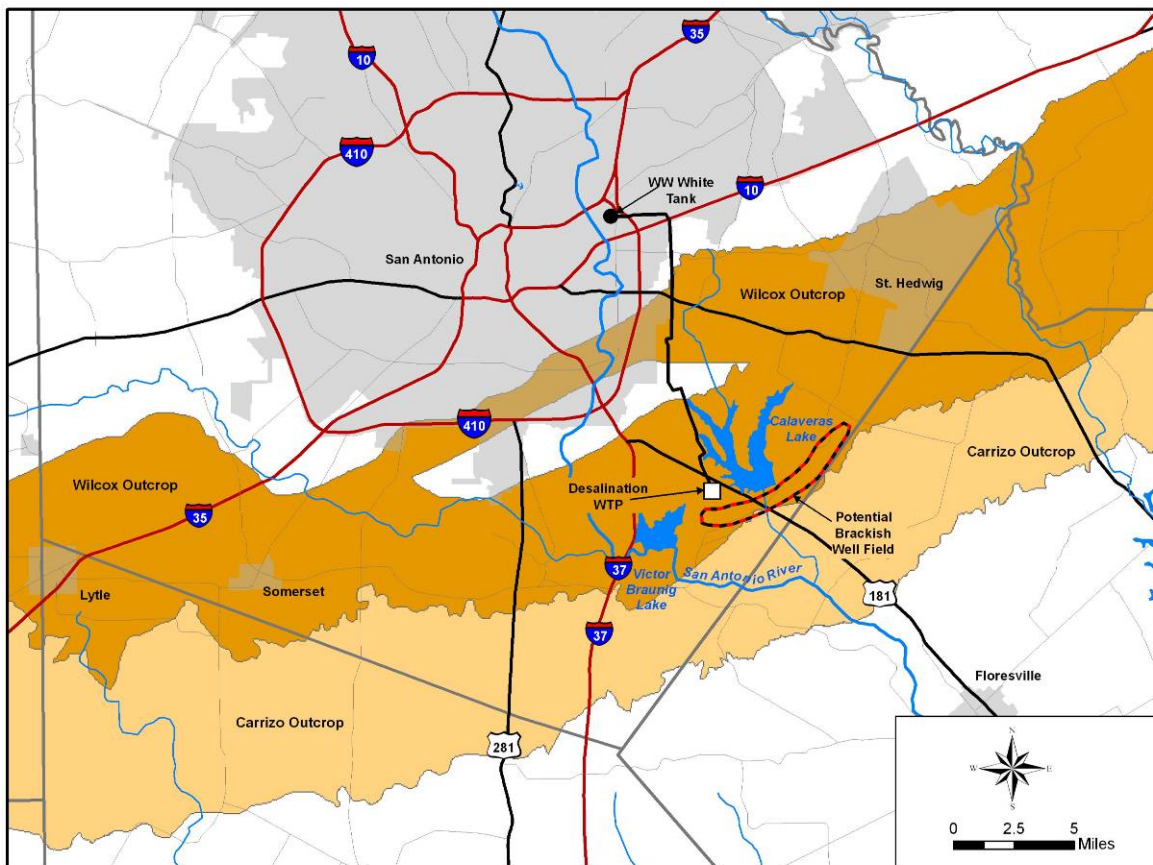 35
10
410
WW White
Tank
10
San Antonio
St. Hedwig
Wilcox Outcrop
410
Calaveras
Lake
Carrizo Outcrop
Wilcox Outcrop
Desalination
WTP
35
Potential
Brackish
Well Field
37
Victor
Braunig
Lake
San Antonio River
181
Lytle
Somerset
37
Floresville
Carrizo Outcrop
281
N
W
E
S
0 2.5 5
Miles